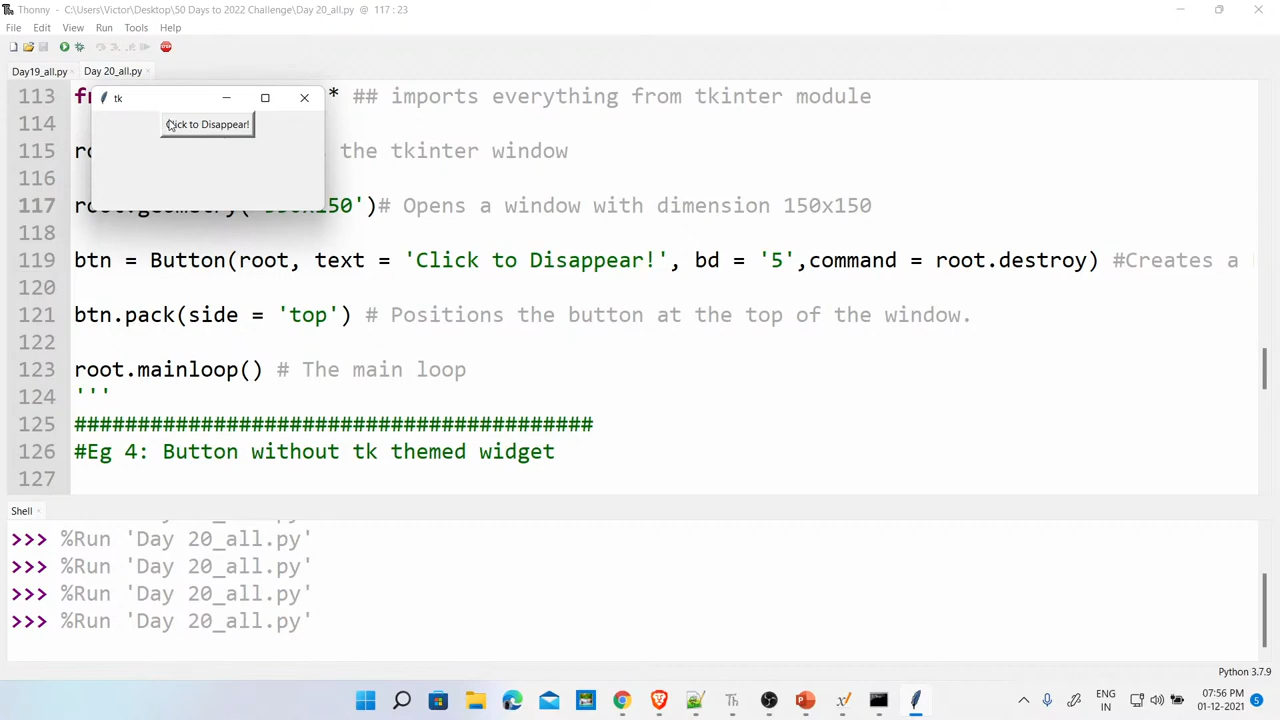 Thonny - C:\Users\Victor\Desktop\50 Days to 2022 Challenge\Day 20_all.py @ 117 : 23
File Edit View Run Tools Help
Day19_all.py Day 20_all.py
113 * ## imports everything from tkinter module
tk
114
Click to Disappear!
115 the tkinter window
116
117 150')# Opens a window with dimension 150x150
118
119 btn = Button(root, text = 'Click to Disappear!', bd = '5',command = root.destroy) #Creates a
120
121 btn.pack(side = 'top') # Positions the button at the top of the window.
122
123 root.mainloop() # The main loop
124 '''
125 #########################################
126 #Eg 4: Button without tk themed widget
127
Shell
>>> %Run 'Day 20_all.py'
>>> %Run 'Day 20_all.py'
>>> %Run 'Day 20_all.py'
>>> %Run 'Day 20_all.py'
Python 3.7.9
ENG
IN
07:56 PM
01-12-2021
5